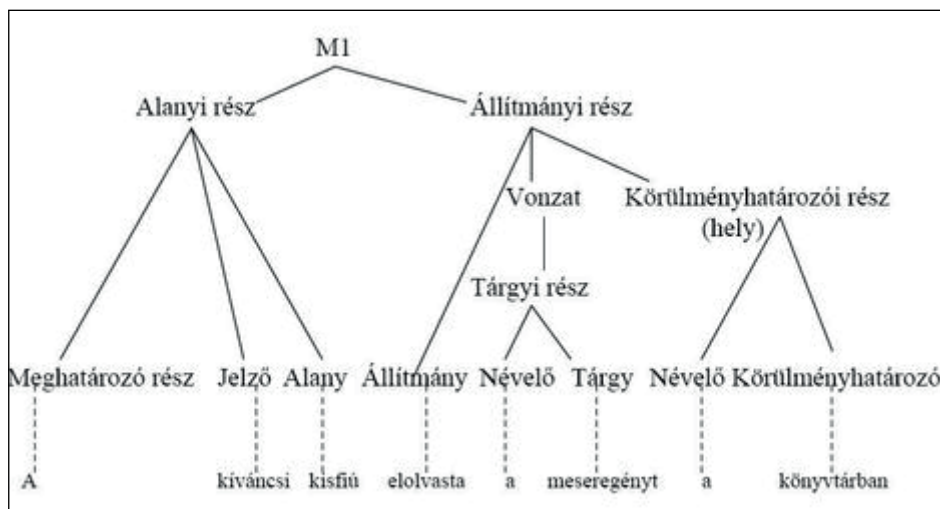 M1
Alanyi rész Állítmányi rész
Vonzat Körülményhatározói rész
(hely)
Tárgyi rész
Meghatározó rész Jelző Alany Állítmány Névelő Tárgy Névelő Körülményhatározó
A kíváncsi kisfiú elolvasta a meseregényt a könyvtárban